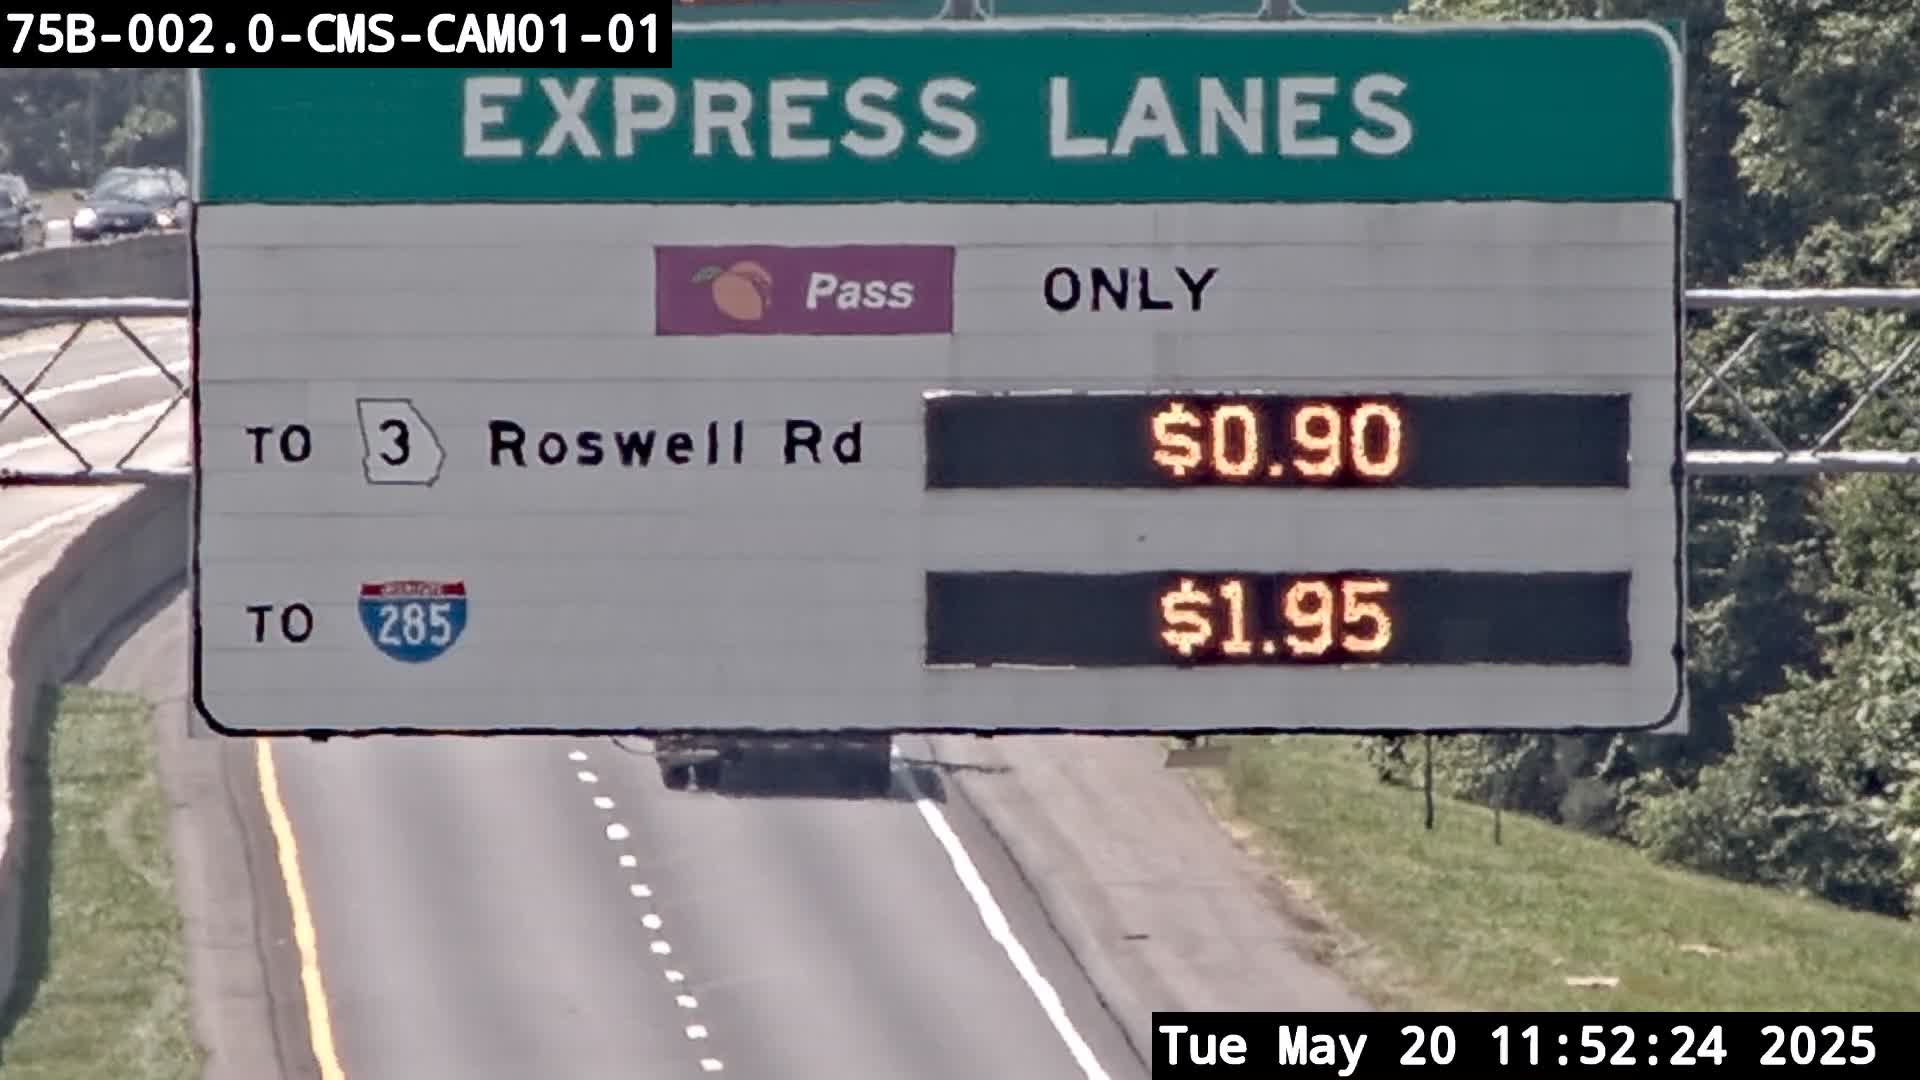 75B-002.0-CMS-CAM01-01
EXPRESS LANES
Pass ONLY
TO 3 Roswell Rd $0.90
TO 285 $1.95
Tue May 20 11:52:24 2025